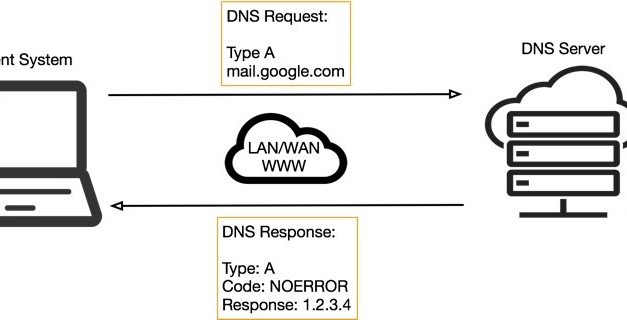 DNS Request:
Type A
mail.google.com
ent System
DNS Server
LAN/WAN
WWW
DNS Response:
Type: A
Code: NOERROR
Response: 1.2.3.4